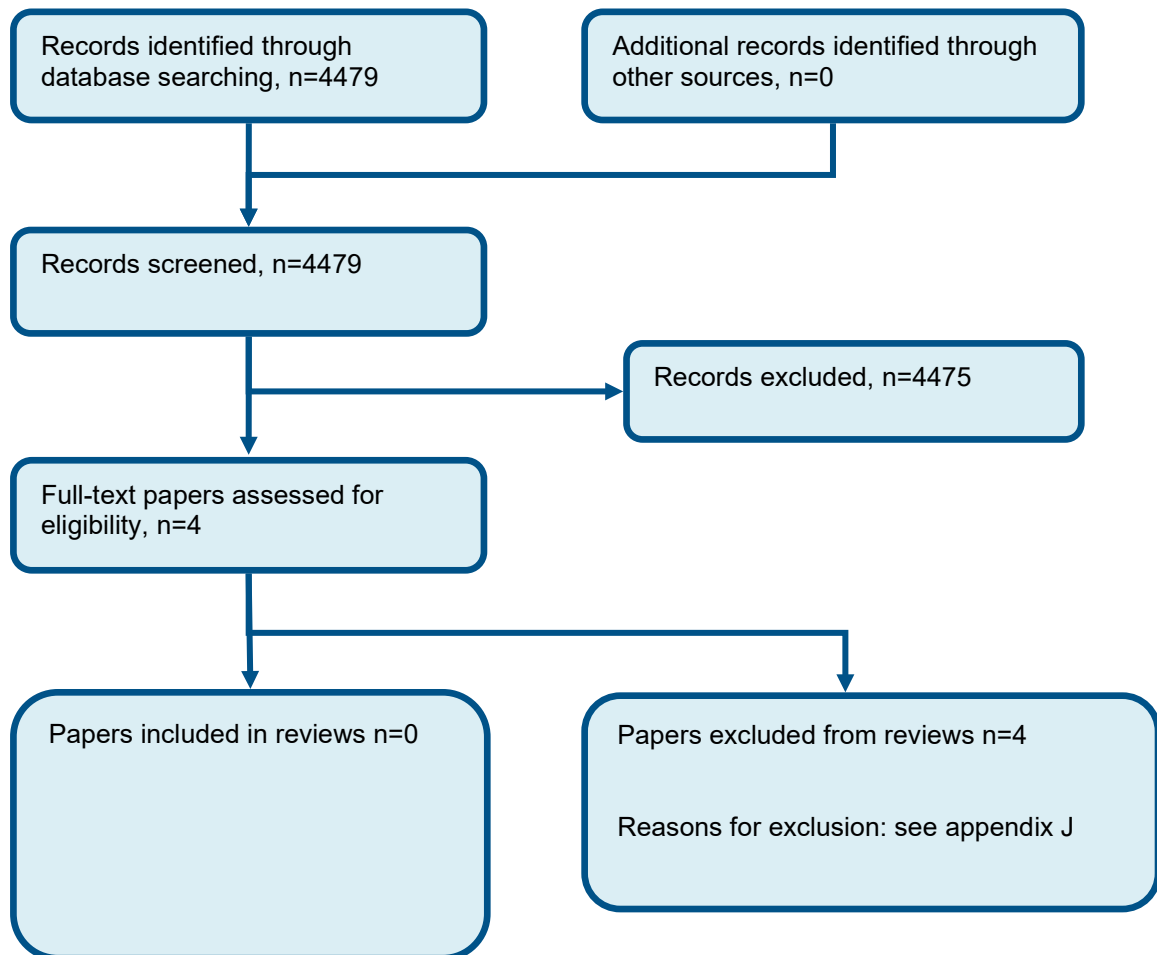 Records identified through
database searching, n=4479
Additional records identified through
other sources, n=0
Records screened, n=4479
Records excluded, n=4475
Full-text papers assessed for
eligibility, n=4
Papers included in reviews n=0
Papers excluded from reviews n=4
Reasons for exclusion: see appendix J